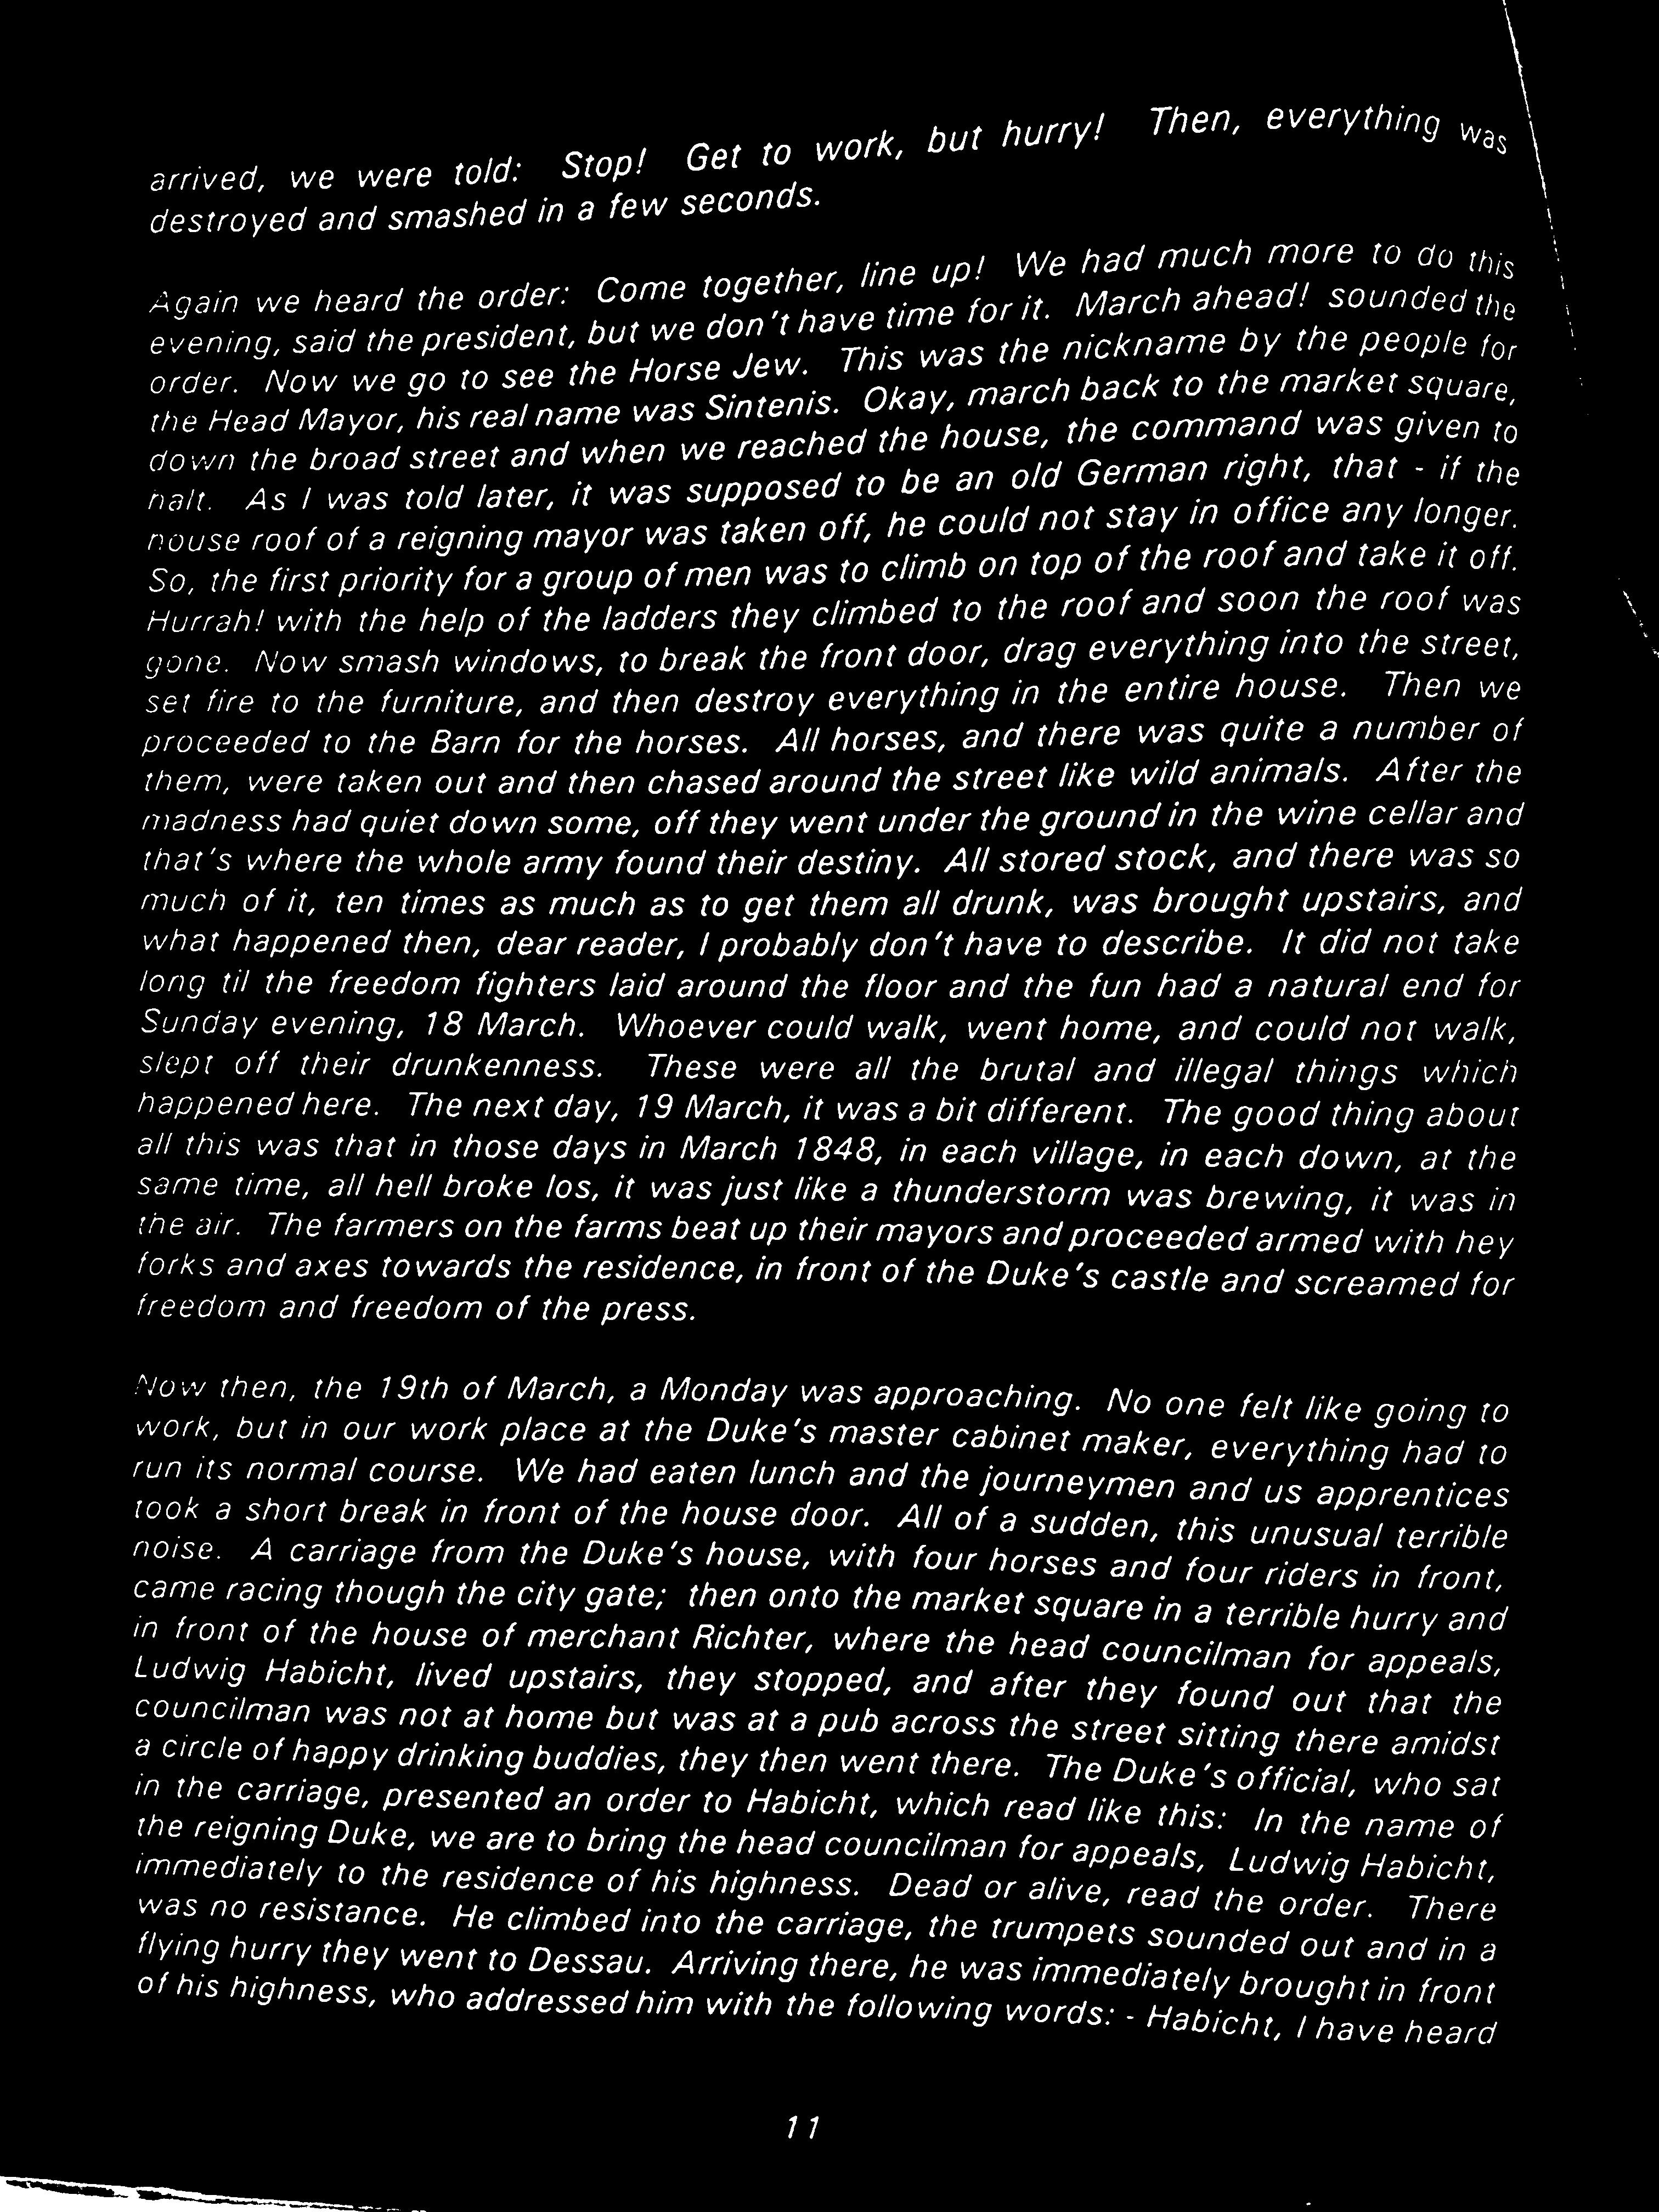 arrived, we were told: Stop! Get to work, but hurry! Then, everything was
destroyed and smashed in a few seconds.
Again we heard the order: Come together, line up! We had much more to do this
evening, said the president, but we don't have time for it. March ahead! sounded the
order. Now we go to see the Horse Jew. This was the nickname by the people for
the Head Mayor, his real name was Sintenis. Okay, march back to the market square,
down the broad street and when we reached the house, the command was given to
halt. As I was told later, it was supposed to be an old German right, that - if the
house roof of a reigning mayor was taken off, he could not stay in office any longer.
So, the first priority for a group of men was to climb on top of the roof and take it off.
Hurrah! with the help of the ladders they climbed to the roof and soon the roof was
gone. Now smash windows, to break the front door, drag everything into the street,
set fire to the furniture, and then destroy everything in the entire house. Then we
proceeded to the Barn for the horses. All horses, and there was quite a number of
them, were taken out and then chased around the street like wild animals. After the
madness had quiet down some, off they went under the ground in the wine cellar and
that's where the whole army found their destiny. All stored stock, and there was so
much of it, ten times as much as to get them all drunk, was brought upstairs, and
what happened then, dear reader, I probably don't have to describe. It did not take
long til the freedom fighters laid around the floor and the fun had a natural end for
Sunday evening, 18 March. Whoever could walk, went home, and could not walk,
slept off their drunkenness. These were all the brutal and illegal things which
happened here. The next day, 19 March, it was a bit different. The good thing about
all this was that in those days in March 1848, in each village, in each down, at the
same time, all hell broke los, it was just like a thunderstorm was brewing, it was in
the air. The farmers on the farms beat up their mayors and proceeded armed with hey
forks and axes towards the residence, in front of the Duke's castle and screamed for
freedom and freedom of the press.
Now then, the 19th of March, a Monday was approaching. No one felt like going to
work, but in our work place at the Duke's master cabinet maker, everything had to
run its normal course. We had eaten lunch and the journeymen and us apprentices
took a short break in front of the house door. All of a sudden, this unusual terrible
noise. A carriage from the Duke's house, with four horses and four riders in front,
came racing though the city gate; then onto the market square in a terrible hurry and
in front of the house of merchant Richter, where the head councilman for appeals,
Ludwig Habicht, lived upstairs, they stopped, and after they found out that the
councilman was not at home but was at a pub across the street sitting there amidst
a circle of happy drinking buddies, they then went there. The Duke's official, who sat
in the carriage, presented an order to Habicht, which read like this: In the name of
the reigning Duke, we are to bring the head councilman for appeals, Ludwig Habicht,
immediately to the residence of his highness. Dead or alive, read the order. There
was no resistance. He climbed into the carriage, the trumpets sounded out and in a
flying hurry they went to Dessau. Arriving there, he was immediately brought in front
of his highness, who addressed him with the following words: - Habicht, I have heard
11